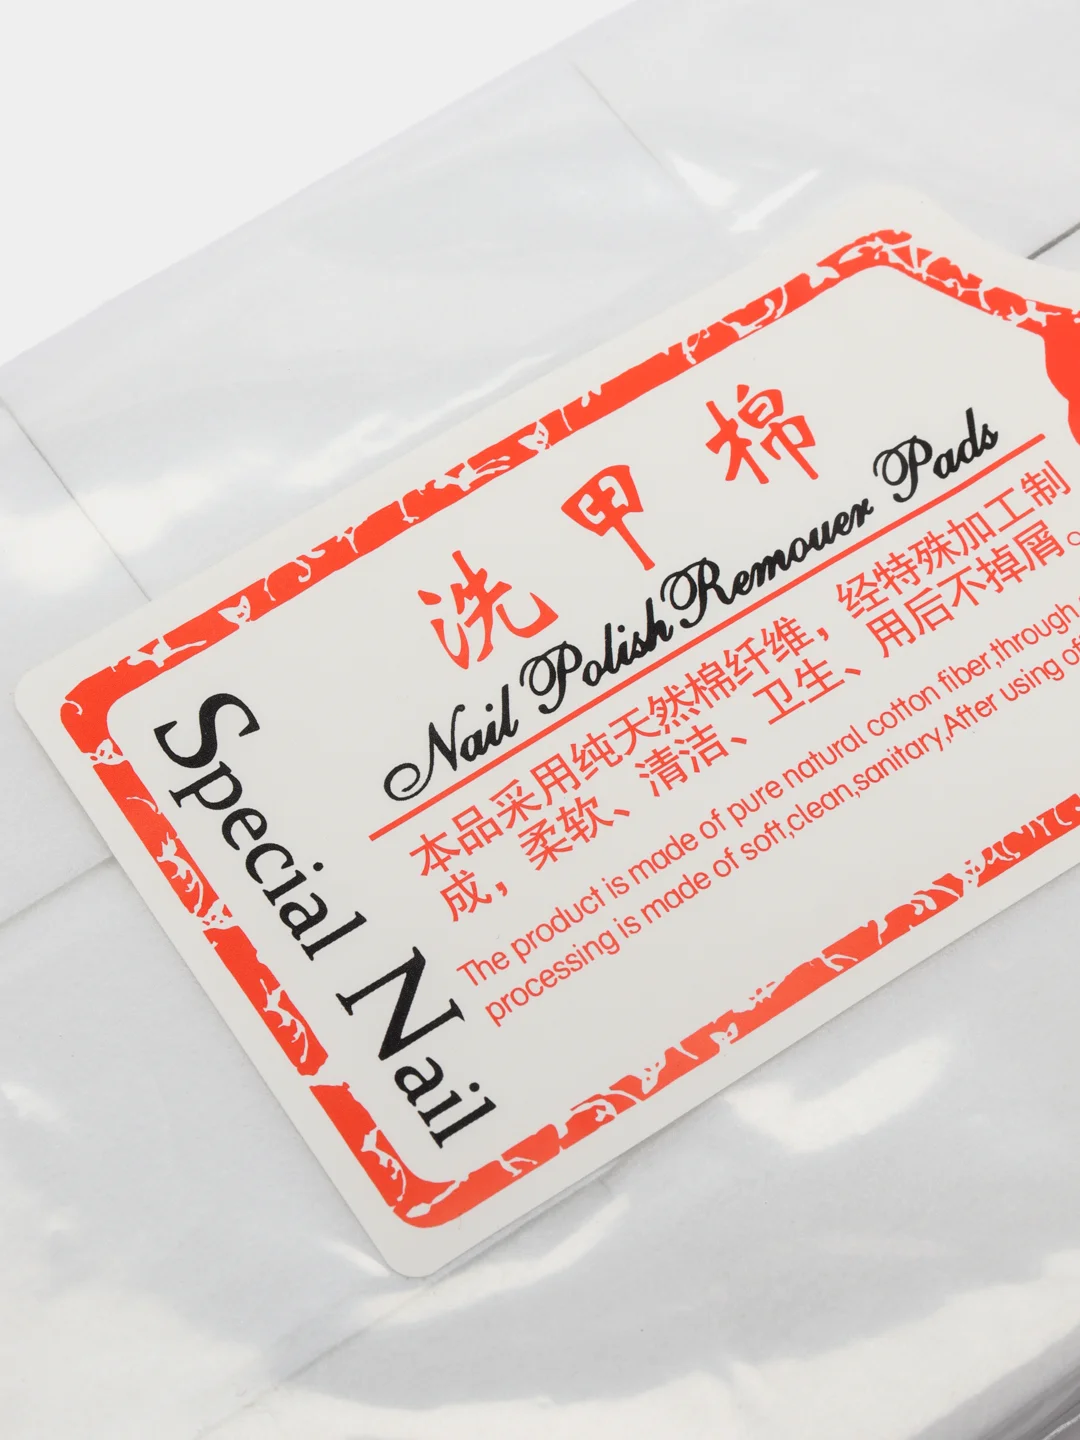 洗甲棉
Nail Polish Remouer Pads
本品采用纯天然棉纤维，经特殊加工制
成，柔软、清洁、卫生、用后不掉屑。
The product is made of pure natural cotton fiber,through
processing is made of soft,clean,sanitary,After using
Special Nail